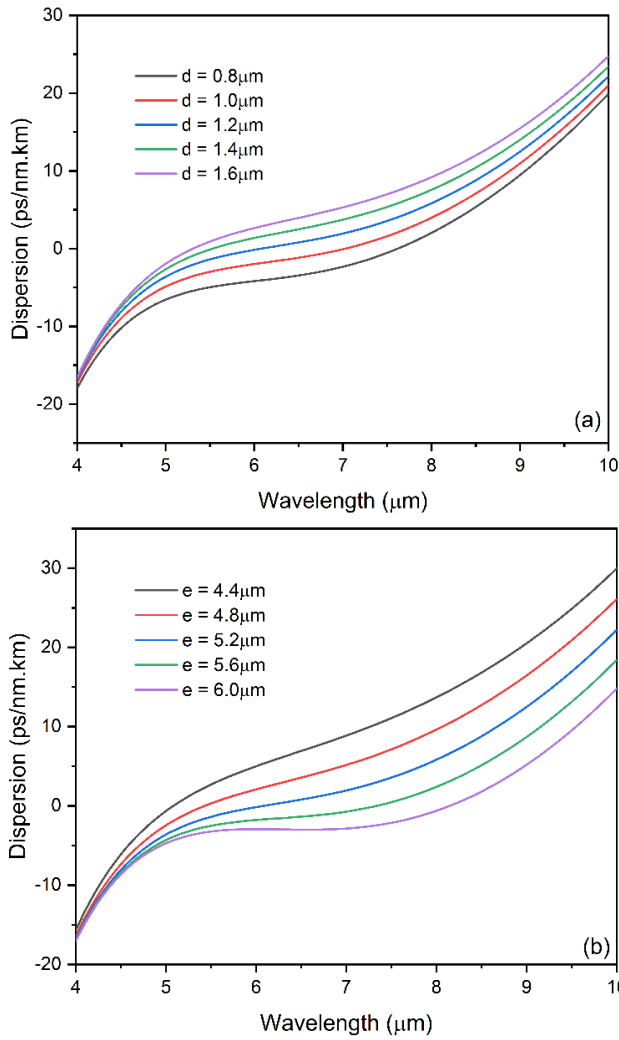 30
20
10
0
-10
-20
Dispersion (ps/nm.km)
d = 0.8μm
d = 1.0μm
d = 1.2μm
d = 1.4μm
d = 1.6μm
(a)
4 5 6 7 8 9 10
Wavelength (μm)
30
20
10
0
-10
-20
Dispersion (ps/nm.km)
e = 4.4μm
e = 4.8μm
e = 5.2μm
e = 5.6μm
e = 6.0μm
(b)
4 5 6 7 8 9 10
Wavelength (μm)